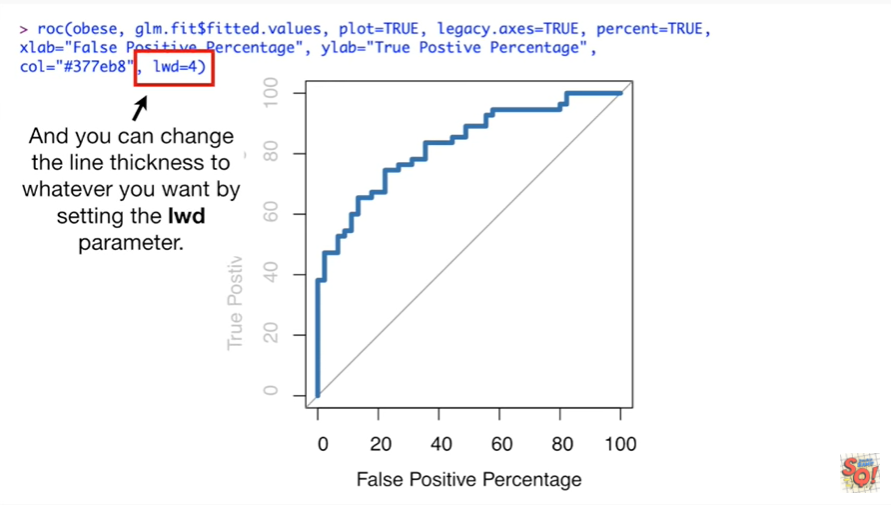 > roc(obese, glm.fit$fitted.values, plot=TRUE, legacy.axes=TRUE, percent=TRUE,
xlab="False Positive Percentage", ylab="True Postive Percentage",
col="#377eb8", lwd=4)
And you can change
the line thickness to
whatever you want by
setting the lwd
parameter.
True Postiv
100
80
60
40
20
0
0 20 40 60 80 100
False Positive Percentage
SQ!